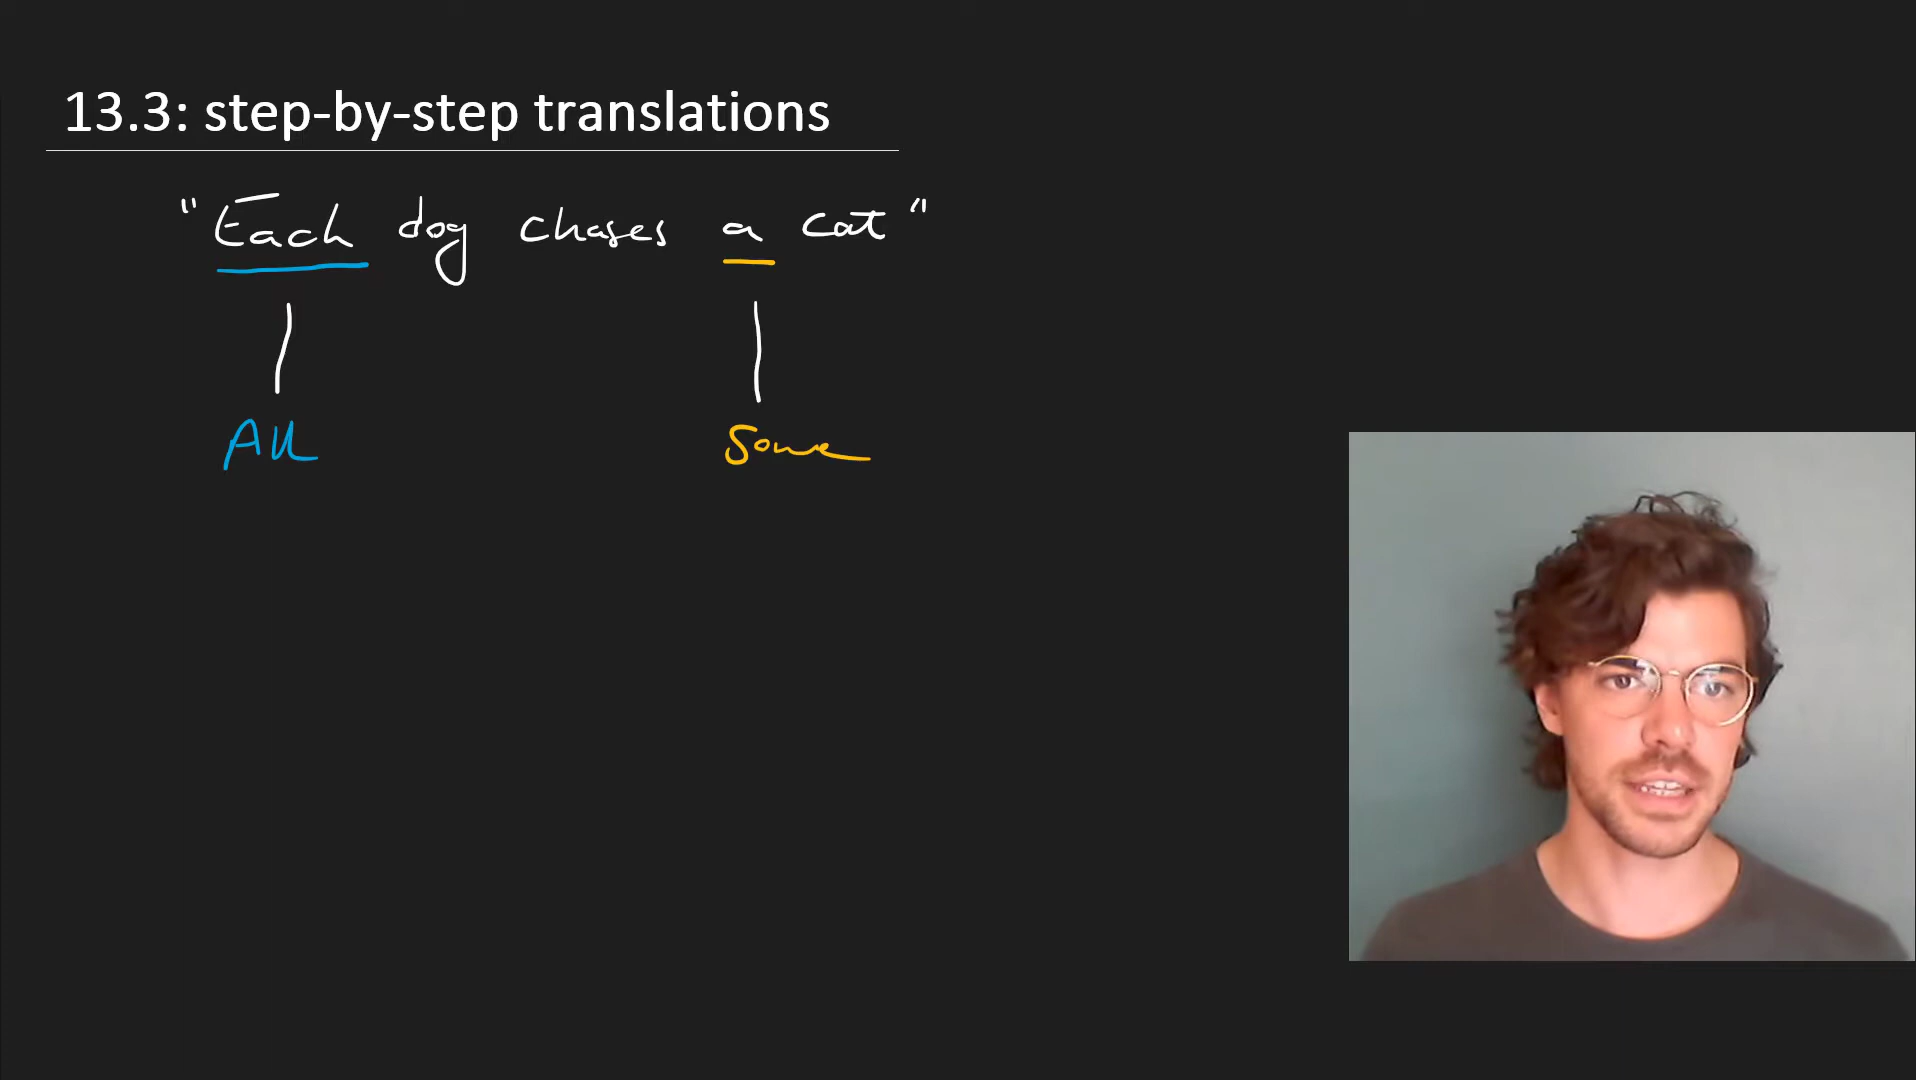 13.3: step-by-step translations
"Each dog chases a cat"
All Some